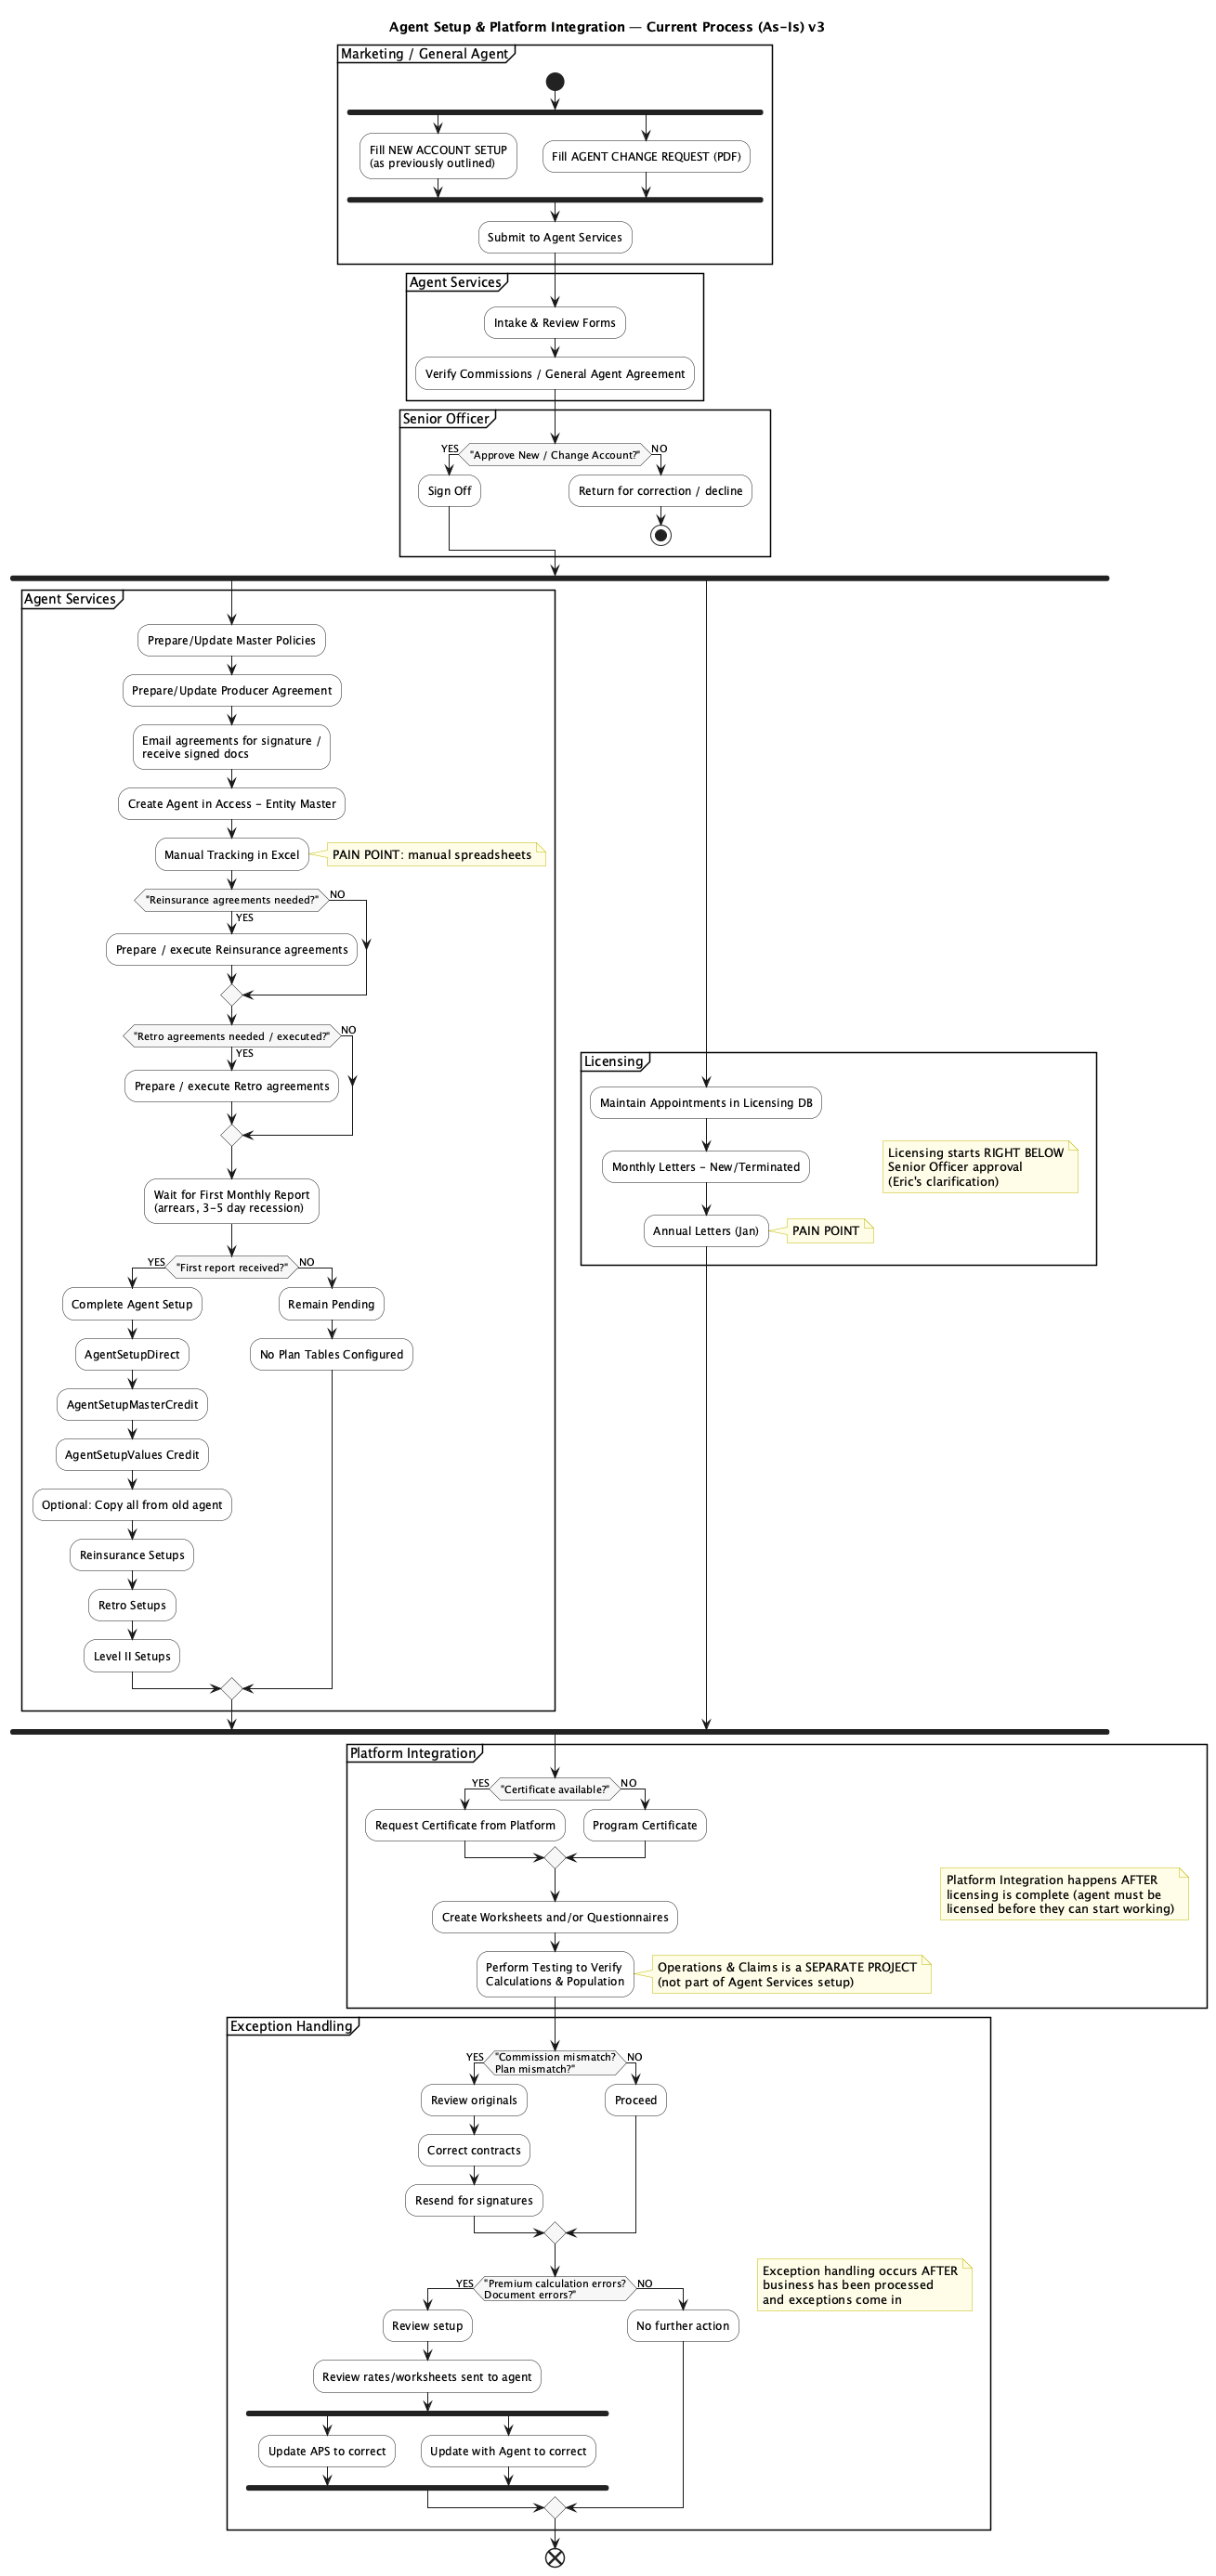 Agent Setup & Platform Integration — Current Process (As-Is) v3
Marketing / General Agent
Fill NEW ACCOUNT SETUP
(as previously outlined)
Fill AGENT CHANGE REQUEST (PDF)
Submit to Agent Services
Agent Services
Intake & Review Forms
Verify Commissions / General Agent Agreement
Senior Officer
YES
"Approve New / Change Account?"
NO
Sign Off
Return for correction / decline
Agent Services
Prepare/Update Master Policies
Prepare/Update Producer Agreement
Email agreements for signature /
receive signed docs
Create Agent in Access - Entity Master
Manual Tracking in Excel
PAIN POINT: manual spreadsheets
"Reinsurance agreements needed?"
NO
YES
Prepare / execute Reinsurance agreements
"Retro agreements needed / executed?"
NO
YES
Prepare / execute Retro agreements
Wait for First Monthly Report
(arrears, 3-5 day recession)
YES
"First report received?"
NO
Complete Agent Setup
AgentSetupDirect
AgentSetupMasterCredit
AgentSetupValues Credit
Optional: Copy all from old agent
Reinsurance Setups
Retro Setups
Level II Setups
Remain Pending
No Plan Tables Configured
Licensing
Maintain Appointments in Licensing DB
Monthly Letters - New/Terminated
Licensing starts RIGHT BELOW
Senior Officer approval
(Eric's clarification)
Annual Letters (Jan)
PAIN POINT
Platform Integration
YES
"Certificate available?"
NO
Request Certificate from Platform
Program Certificate
Platform Integration happens AFTER
licensing is complete (agent must be
licensed before they can start working)
Create Worksheets and/or Questionnaires
Perform Testing to Verify
Calculations & Population
Operations & Claims is a SEPARATE PROJECT
(not part of Agent Services setup)
Exception Handling
YES
"Commission mismatch?
Plan mismatch?"
NO
Review originals
Correct contracts
Resend for signatures
Proceed
YES
"Premium calculation errors?
Document errors?"
NO
Exception handling occurs AFTER
business has been processed
and exceptions come in
Review setup
No further action
Review rates/worksheets sent to agent
Update APS to correct
Update with Agent to correct